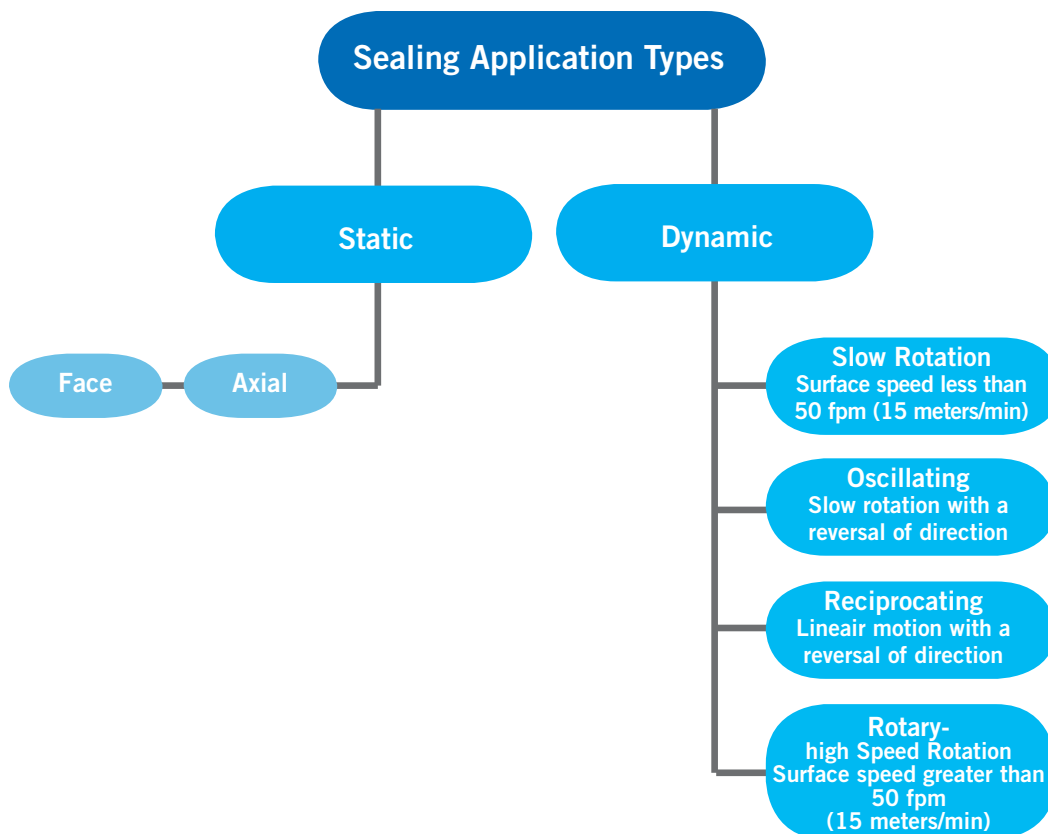 Sealing Application Types
Static
Dynamic
Face
Axial
Slow Rotation
Surface speed less than
50 fpm (15 meters/min)
Oscillating
Slow rotation with a
reversal of direction
Reciprocating
Lineair motion with a
reversal of direction
Rotary-
high Speed Rotation
Surface speed greater than
50 fpm
(15 meters/min)